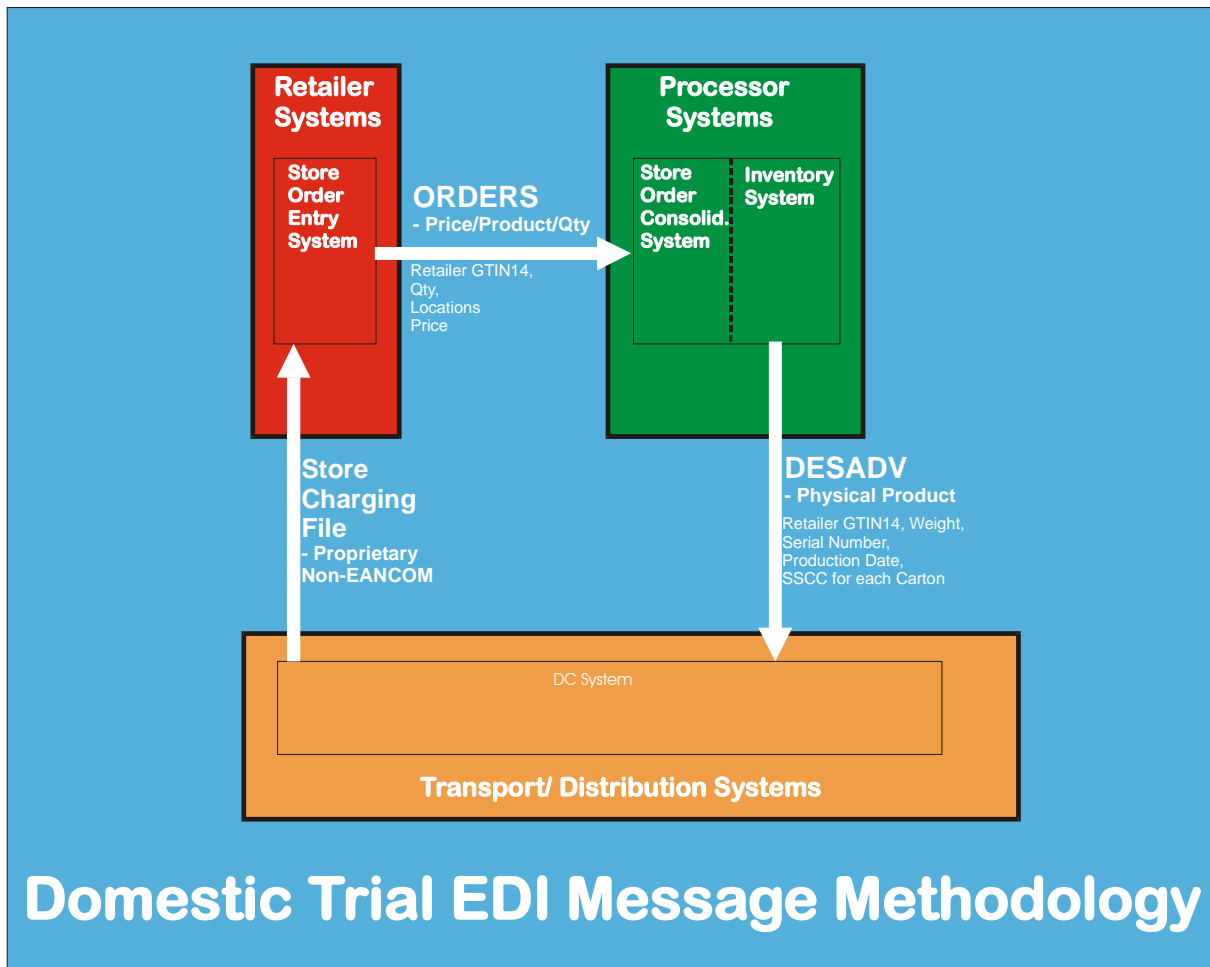 Retailer
Systems
Store
Order
Entry
System
ORDERS
- Price/Product/Qty
Retailer GTIN14,
Qty,
Locations
Price
Processor
Systems
Store
Order
Consolid.
System
Inventory
System
Store
Charging
File
- Proprietary
Non-EANCOM
DESADV
- Physical Product
Retailer GTIN14, Weight,
Serial Number,
Production Date,
SSCC for each Carton
DC System
Transport/ Distribution Systems
Domestic Trial EDI Message Methodology